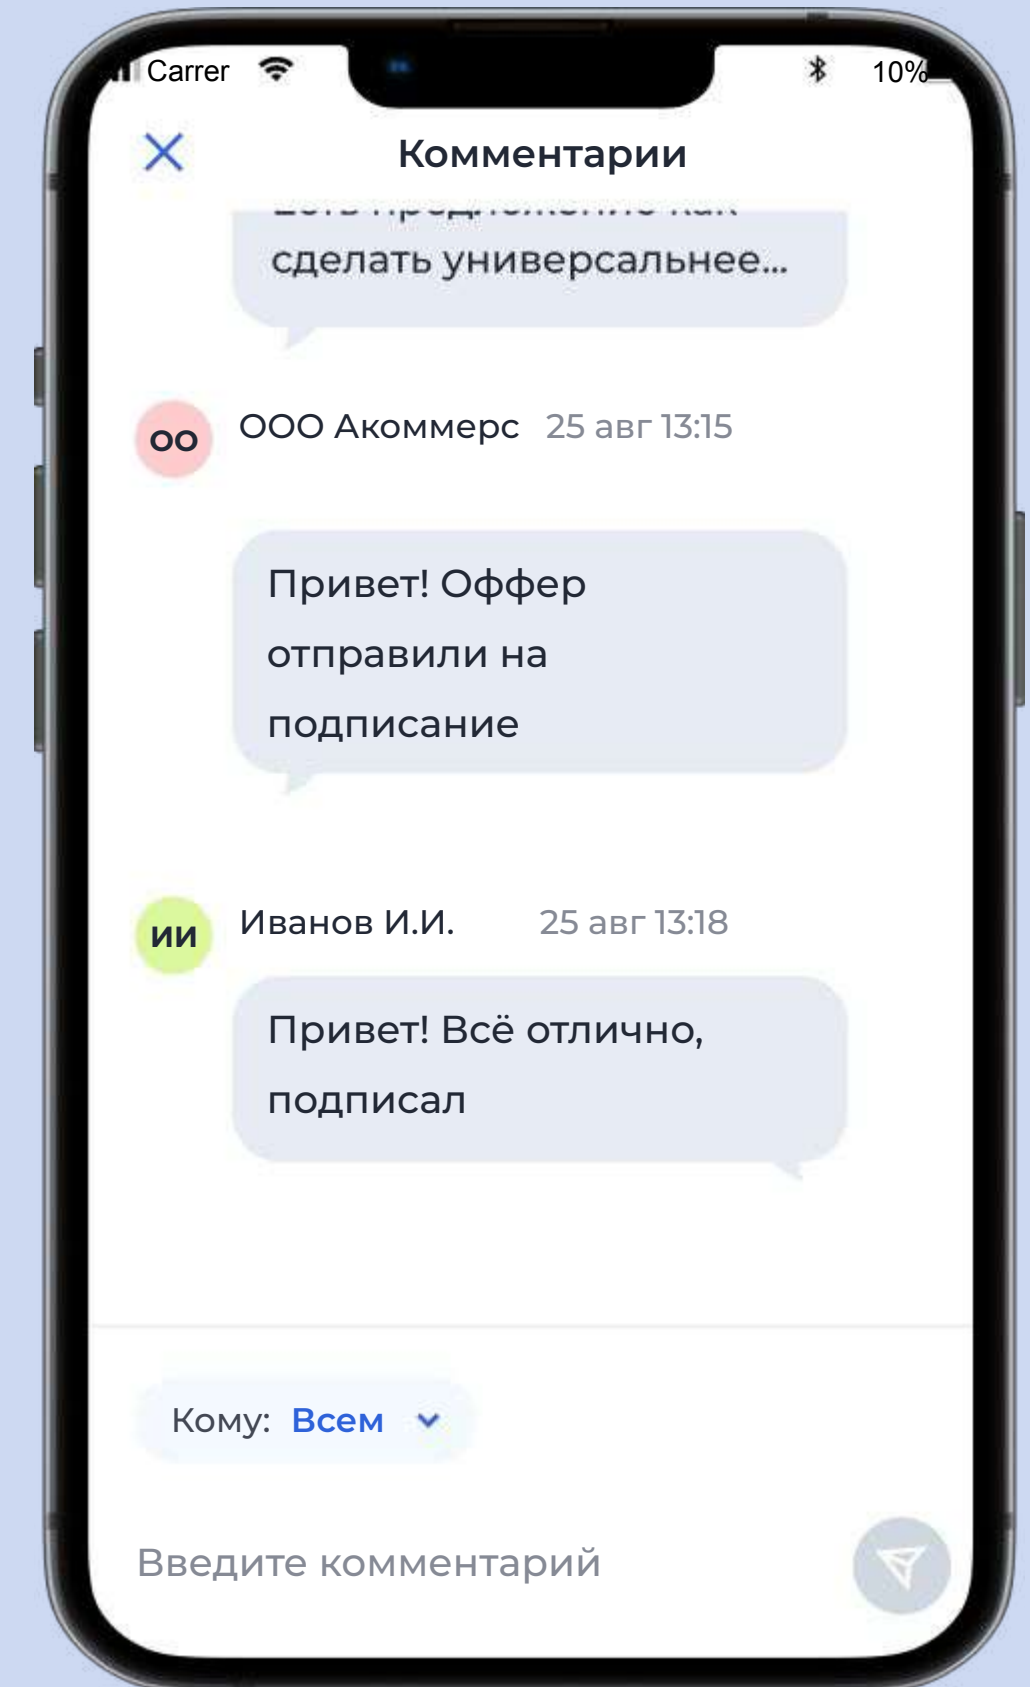 Carrer 10%
Комментарии
сделать универсальнее...
ОО ООО Акоммерс 25 авг 13:15
Привет! Оффер
отправили на
подписание
ИИ Иванов И.И. 25 авг 13:18
Привет! Всё отлично,
подписал
Кому: Всем
Введите комментарий